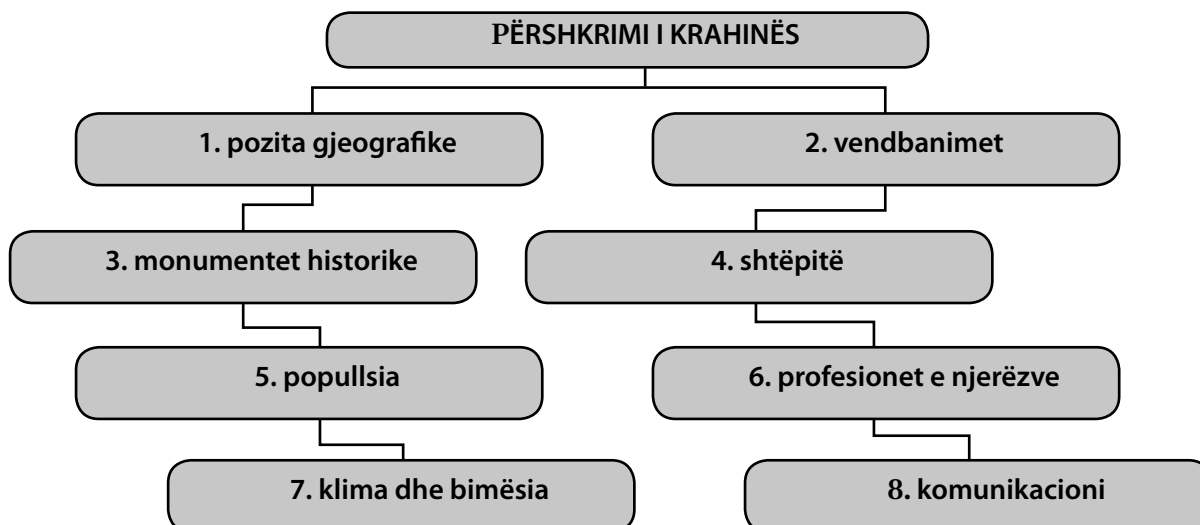 PËRSHKRIMI I KRAHINËS
1. pozita gjeografike
2. vendbanimet
3. monumentet historike
4. shtëpitë
5. popullsia
6. profesionet e njerëzve
7. klima dhe bimësia
8. komunikacioni